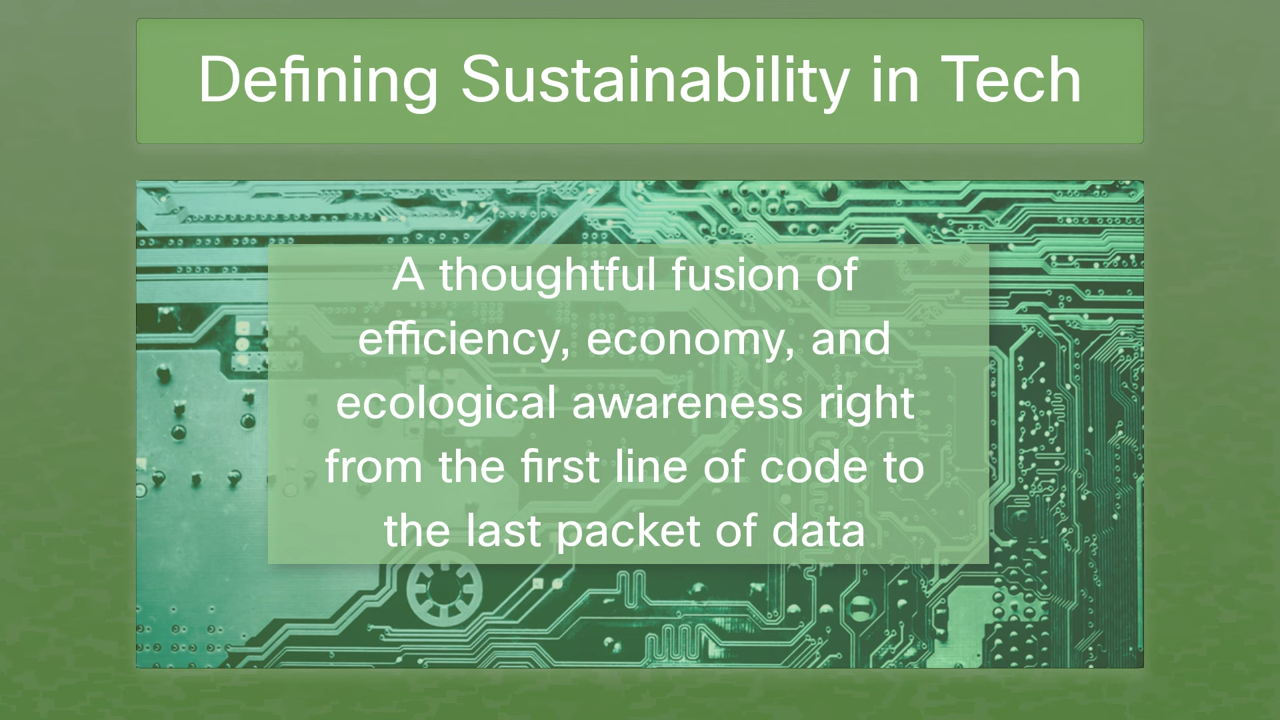 Defining Sustainability in Tech
A thoughtful fusion of
efficiency, economy, and
ecological awareness right
from the first line of code to
the last packet of data